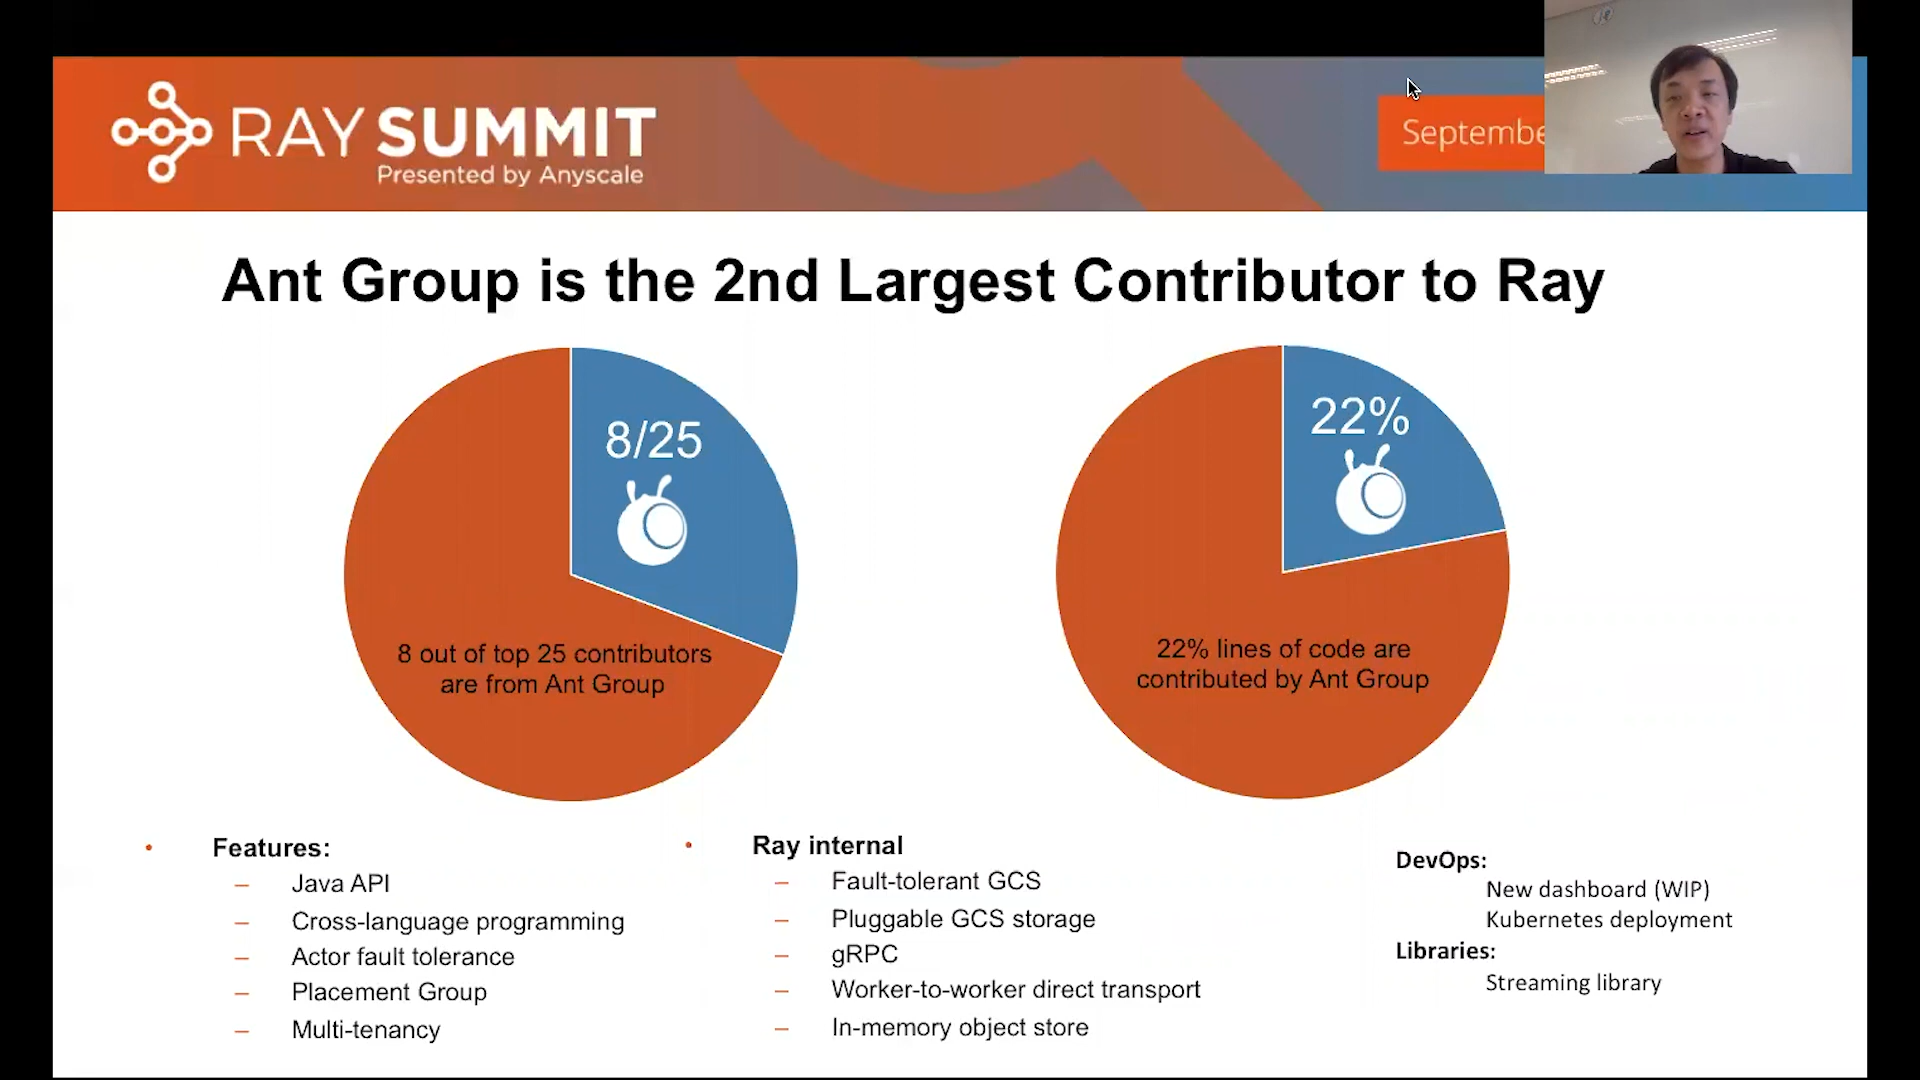 RAY SUMMIT
Presented by Anyscale
Ant Group is the 2nd Largest Contributor to Ray
8/25
8 out of top 25 contributors
are from Ant Group
22%
22% lines of code are
contributed by Ant Group
• Features:
– Java API
– Cross-language programming
– Actor fault tolerance
– Placement Group
– Multi-tenancy
• Ray internal
– Fault-tolerant GCS
– Pluggable GCS storage
– gRPC
– Worker-to-worker direct transport
– In-memory object store
DevOps:
New dashboard (WIP)
Kubernetes deployment
Libraries:
Streaming library